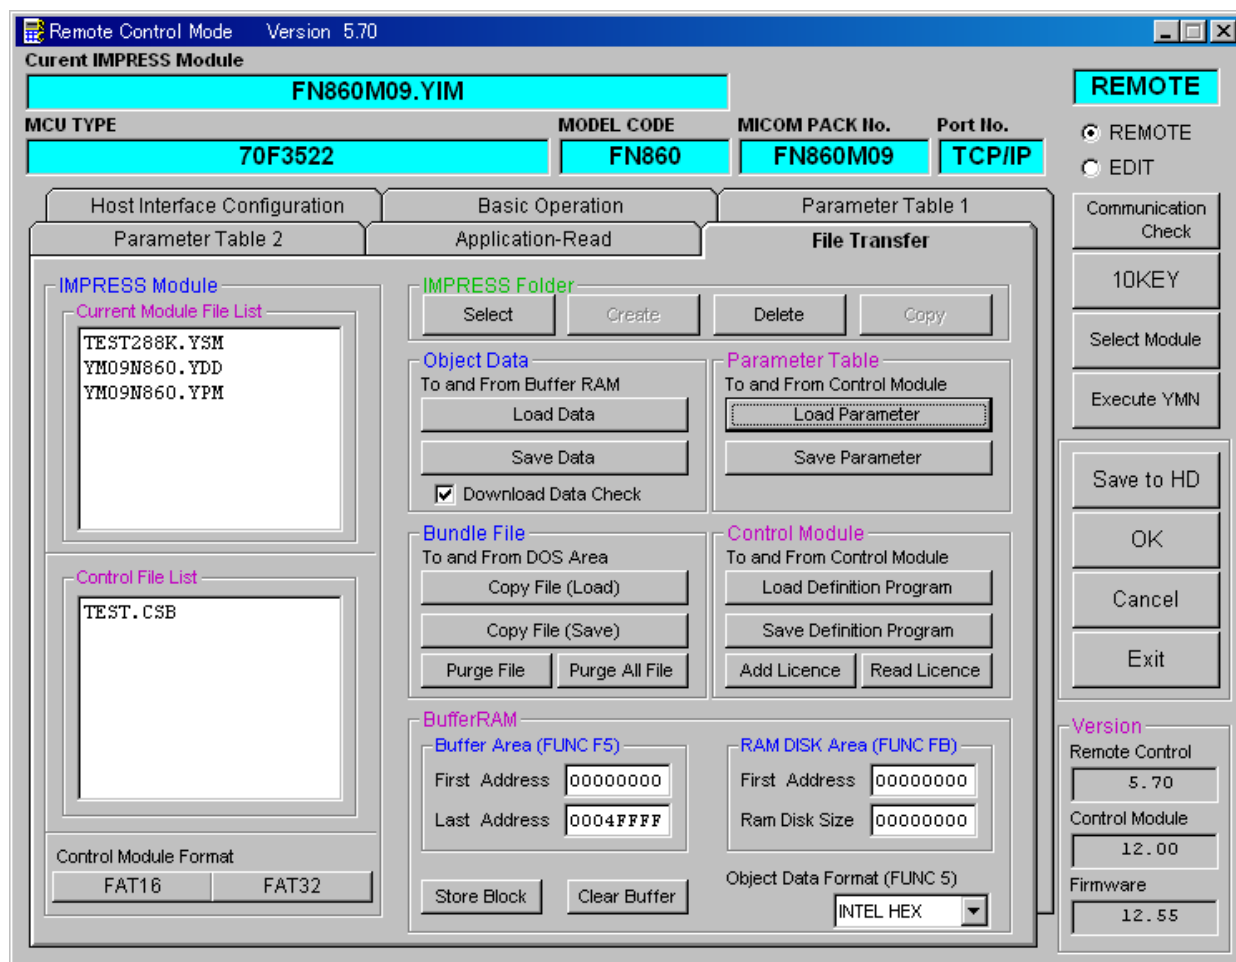 Remote Control Mode Version 5.70
Curent IMPRESS Module
FN860M09.YIM
REMOTE
MCU TYPE
MODEL CODE
MICOM PACK No.
Port No.
70F3522
FN860
FN860M09
TCP/IP
REMOTE
EDIT
Host Interface Configuration
Basic Operation
Parameter Table 1
Parameter Table 2
Application-Read
File Transfer
IMPRESS Module
Current Module File List
TEST288K.YSM
YM09N860.YDD
YM09N860.YPM
Control File List
TEST.CSB
Control Module Format
FAT16
FAT32
IMPRESS Folder
Select
Create
Delete
Copy
Object Data
To and From Buffer RAM
Load Data
Save Data
Download Data Check
Parameter Table
To and From Control Module
Load Parameter
Save Parameter
Bundle File
To and From DOS Area
Copy File (Load)
Copy File (Save)
Purge File
Purge All File
Control Module
To and From Control Module
Load Definition Program
Save Definition Program
Add Licence
Read Licence
BufferRAM
Buffer Area (FUNC F5)
First Address 00000000
Last Address 0004FFFF
RAM DISK Area (FUNC FB)
First Address 00000000
Ram Disk Size 00000000
Store Block
Clear Buffer
Object Data Format (FUNC 5)
INTEL HEX
Communication
Check
10KEY
Select Module
Execute YMN
Save to HD
OK
Cancel
Exit
Version
Remote Control
5.70
Control Module
12.00
Firmware
12.55